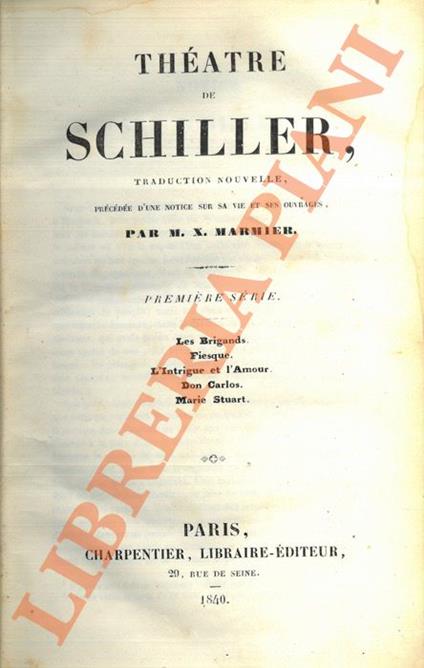 THÉATRE
DE
SCHILLER,
TRADUCTION NOUVELLE,
PRÉCÉDÉE D'UNE NOTICE SUR SA VIE ET SES OUVRAGES,
PAR M. X. MARMIER.
PREMIÈRE SÉRIE.
Les Brigands.
Fiesque.
L'Intrigue et l'Amour.
Don Carlos.
Marie Stuart.
PARIS,
CHARPENTIER, LIBRAIRE-ÉDITEUR,
29, RUE DE SEINE.
1840.
LIBRERIA PIANI